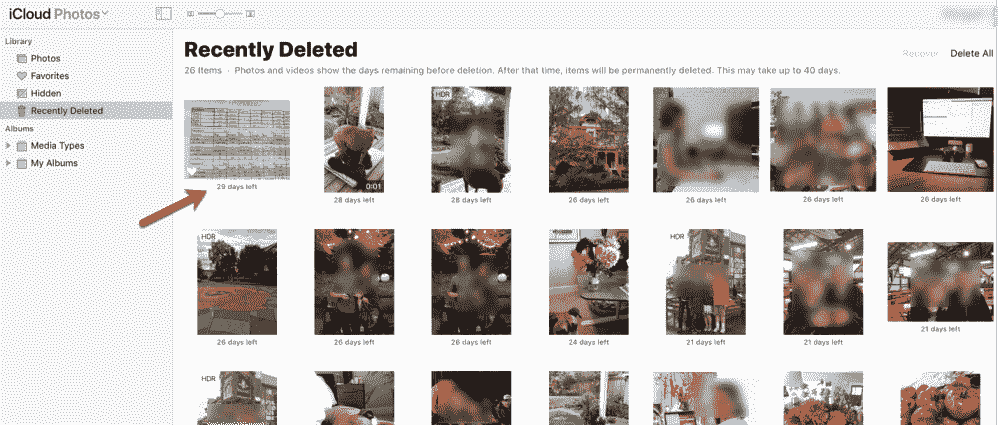 iCloud Photos
Library
Photos
Favorites
Hidden
Recently Deleted
Albums
Media Types
My Albums
Recently Deleted
Recover
Delete All
26 Items · Photos and videos show the days remaining before deletion. After that time, items will be permanently deleted. This may take up to 40 days.
HDR
0:01
29 days left
28 days left
28 days left
26 days left
26 days left
26 days left
26 days left
HDR
HDR
26 days left
26 days left
26 days left
24 days left
21 days left
21 days left
21 days left
HDR